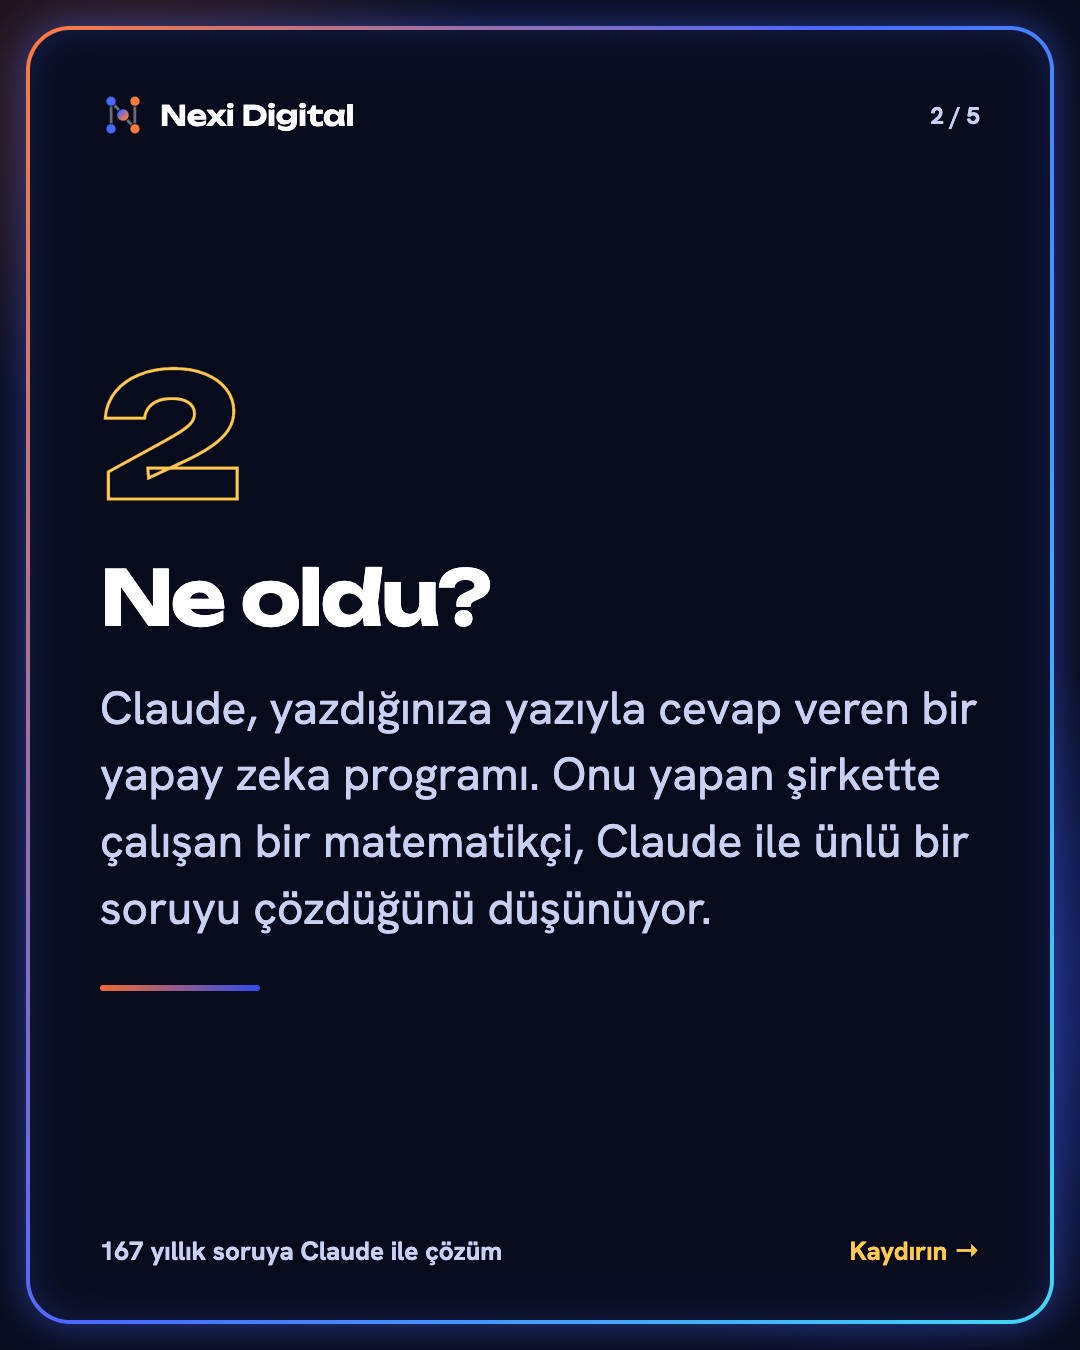 Nexi Digital
2 / 5
2
Ne oldu?
Claude, yazdığınıza yazıyla cevap veren bir
yapay zeka programı. Onu yapan şirkette
çalışan bir matematikçi, Claude ile ünlü bir
soruyu çözdüğünü düşünüyor.
167 yıllık soruya Claude ile çözüm
Kaydırın →